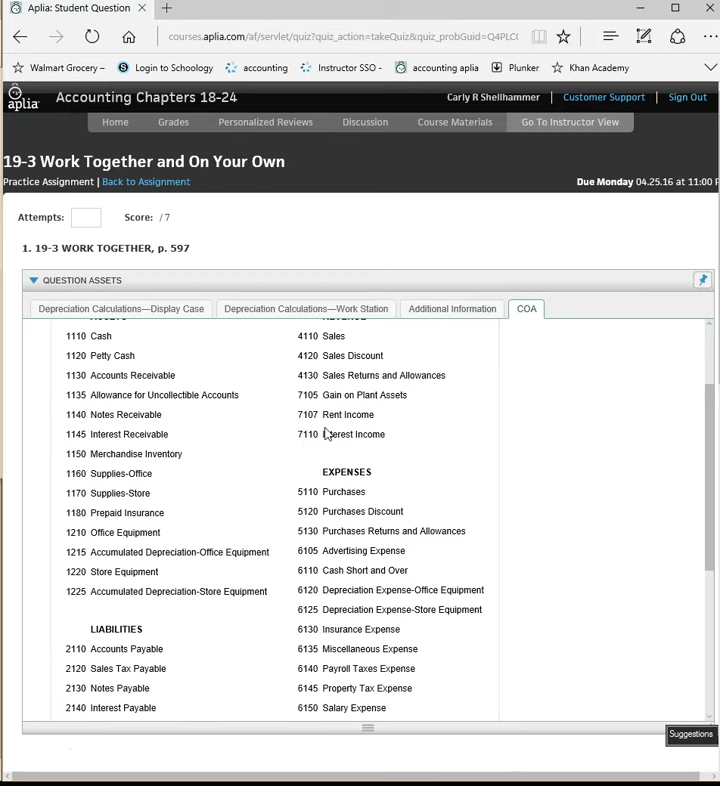 Aplia: Student Question
courses.aplia.com/af/servlet/quiz?quiz_action=takeQuiz&quiz_probGuid=Q4PLC
Walmart Grocery –
Login to Schoology
accounting
Instructor SSO -
accounting aplia
Plunker
Khan Academy
aplia
Accounting Chapters 18-24
Carly R Shellhammer
Customer Support
Sign Out
Home
Grades
Personalized Reviews
Discussion
Course Materials
Go To Instructor View
19-3 Work Together and On Your Own
Practice Assignment | Back to Assignment
Due Monday 04.25.16 at 11:00 P
Attempts:
Score: / 7
1. 19-3 WORK TOGETHER, p. 597
QUESTION ASSETS
Depreciation Calculations—Display Case
Depreciation Calculations—Work Station
Additional Information
COA
ASSETS
1110 Cash
1120 Petty Cash
1130 Accounts Receivable
1135 Allowance for Uncollectible Accounts
1140 Notes Receivable
1145 Interest Receivable
1150 Merchandise Inventory
1160 Supplies-Office
1170 Supplies-Store
1180 Prepaid Insurance
1210 Office Equipment
1215 Accumulated Depreciation-Office Equipment
1220 Store Equipment
1225 Accumulated Depreciation-Store Equipment
LIABILITIES
2110 Accounts Payable
2120 Sales Tax Payable
2130 Notes Payable
2140 Interest Payable
REVENUE
4110 Sales
4120 Sales Discount
4130 Sales Returns and Allowances
7105 Gain on Plant Assets
7107 Rent Income
7110 Interest Income
EXPENSES
5110 Purchases
5120 Purchases Discount
5130 Purchases Returns and Allowances
6105 Advertising Expense
6110 Cash Short and Over
6120 Depreciation Expense-Office Equipment
6125 Depreciation Expense-Store Equipment
6130 Insurance Expense
6135 Miscellaneous Expense
6140 Payroll Taxes Expense
6145 Property Tax Expense
6150 Salary Expense
Suggestions